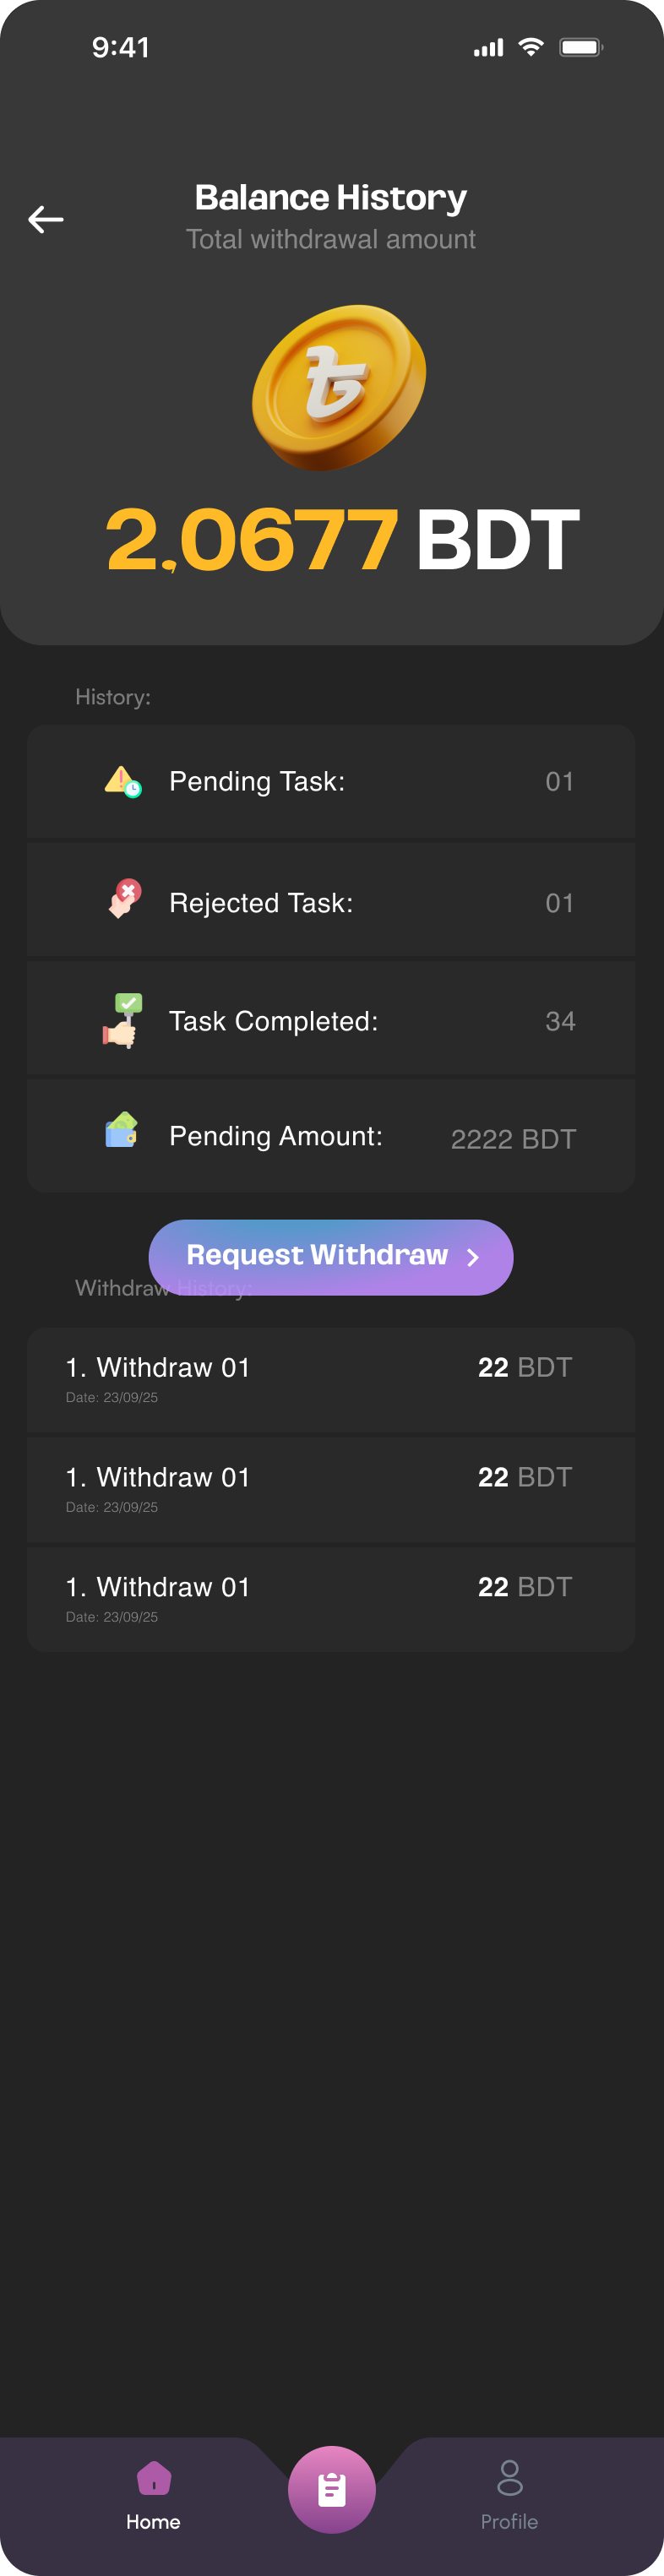 9:41
Balance History
Total withdrawal amount
৳
2,0677 BDT
History:
Pending Task: 01
Rejected Task: 01
Task Completed: 34
Pending Amount: 2222 BDT
Request Withdraw
Withdraw History:
1. Withdraw 01 22 BDT
Date: 23/09/25
1. Withdraw 01 22 BDT
Date: 23/09/25
1. Withdraw 01 22 BDT
Date: 23/09/25
Home Profile